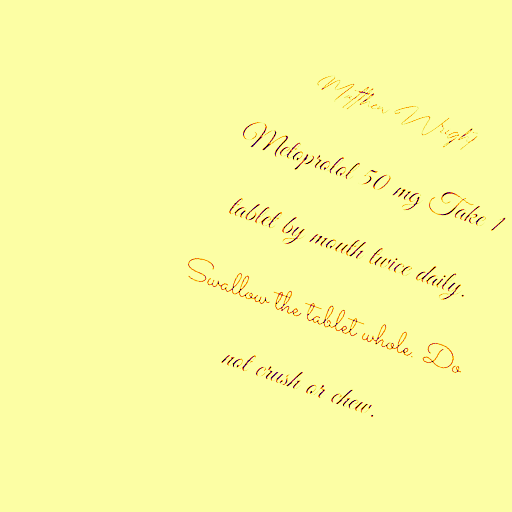 Matthew Wright
Metoprolol 50 mg Take 1
tablet by mouth twice daily.
Swallow the tablet whole. Do
not crush or chew.